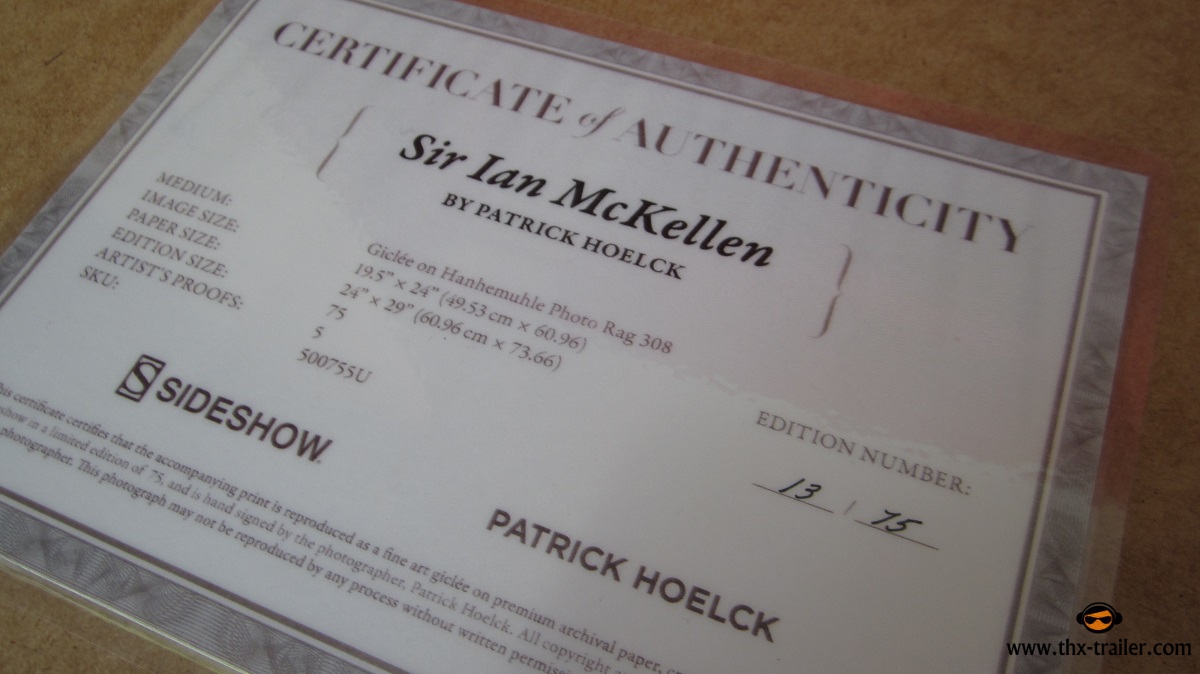 CERTIFICATE of AUTHENTICITY
Sir Ian McKellen
BY PATRICK HOELCK
MEDIUM: Giclée on Hanhemuhle Photo Rag 308
IMAGE SIZE: 19.5” × 24” (49.53 cm × 60.96)
PAPER SIZE: 24” × 29” (60.96 cm × 73.66)
EDITION SIZE: 75
ARTIST'S PROOFS: 5
SKU: 500755U
EDITION NUMBER:
13 / 75
SIDESHOW
PATRICK HOELCK
certificate certifies that the accompanying print is reproduced as a fine art giclée on premium archival paper,
in a limited edition of 75, and is hand signed by the photographer, Patrick Hoelck. All copyright
photographer. This photograph may not be reproduced by any process without written
www.thx-trailer.com